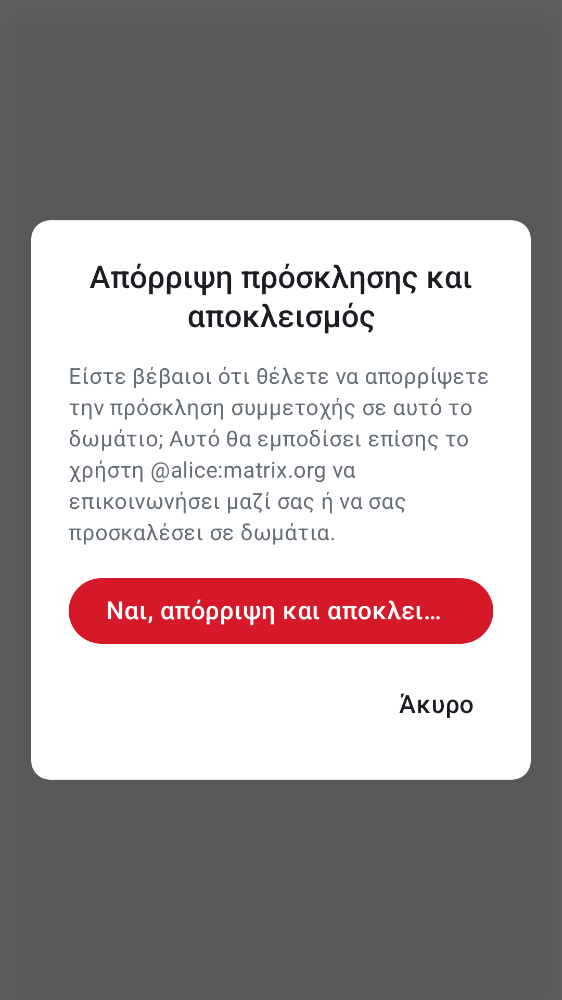 Απόρριψη πρόσκλησης και
αποκλεισμός
Είστε βέβαιοι ότι θέλετε να απορρίψετε
την πρόσκληση συμμετοχής σε αυτό το
δωμάτιο; Αυτό θα εμποδίσει επίσης το
χρήστη @alice:matrix.org να
επικοινωνήσει μαζί σας ή να σας
προσκαλέσει σε δωμάτια.
Ναι, απόρριψη και αποκλει…
Άκυρο